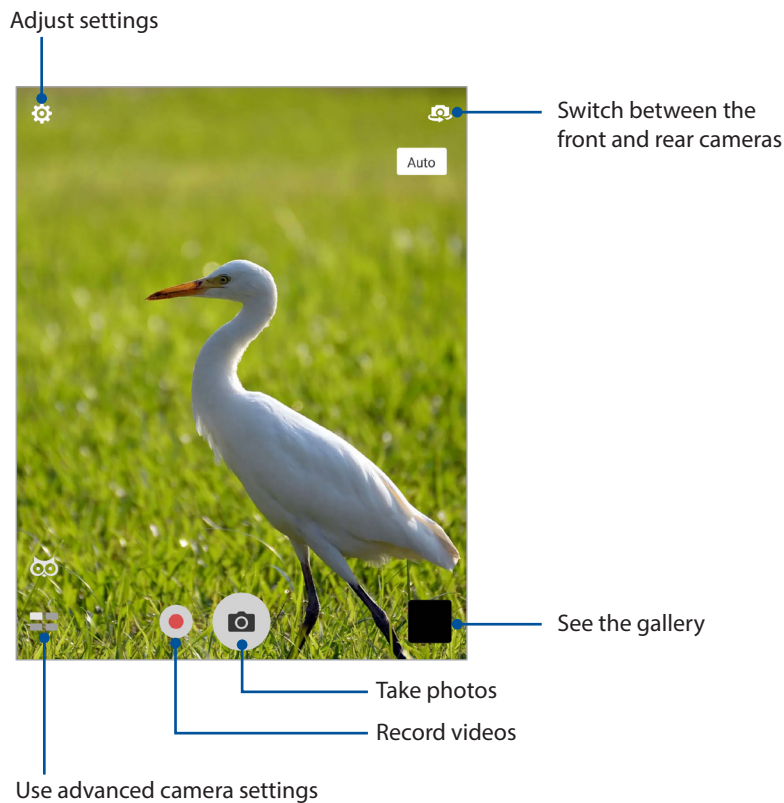 Adjust settings
Switch between the
front and rear cameras
Auto
See the gallery
Take photos
Record videos
Use advanced camera settings